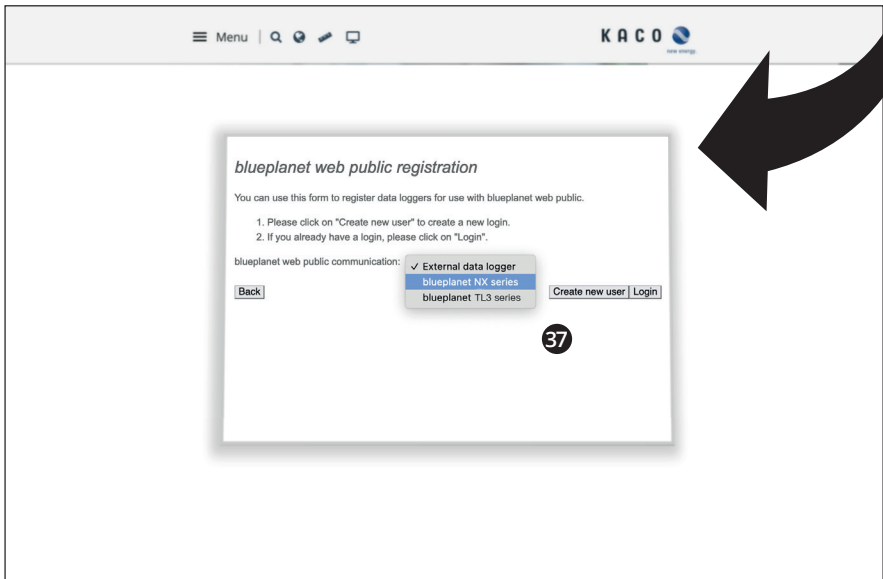 Menu
KACO
new energy.
blueplanet web public registration
You can use this form to register data loggers for use with blueplanet web public.
1. Please click on "Create new user" to create a new login.
2. If you already have a login, please click on "Login".
blueplanet web public communication:
✓ External data logger
blueplanet NX series
blueplanet TL3 series
Back
Create new user Login
37